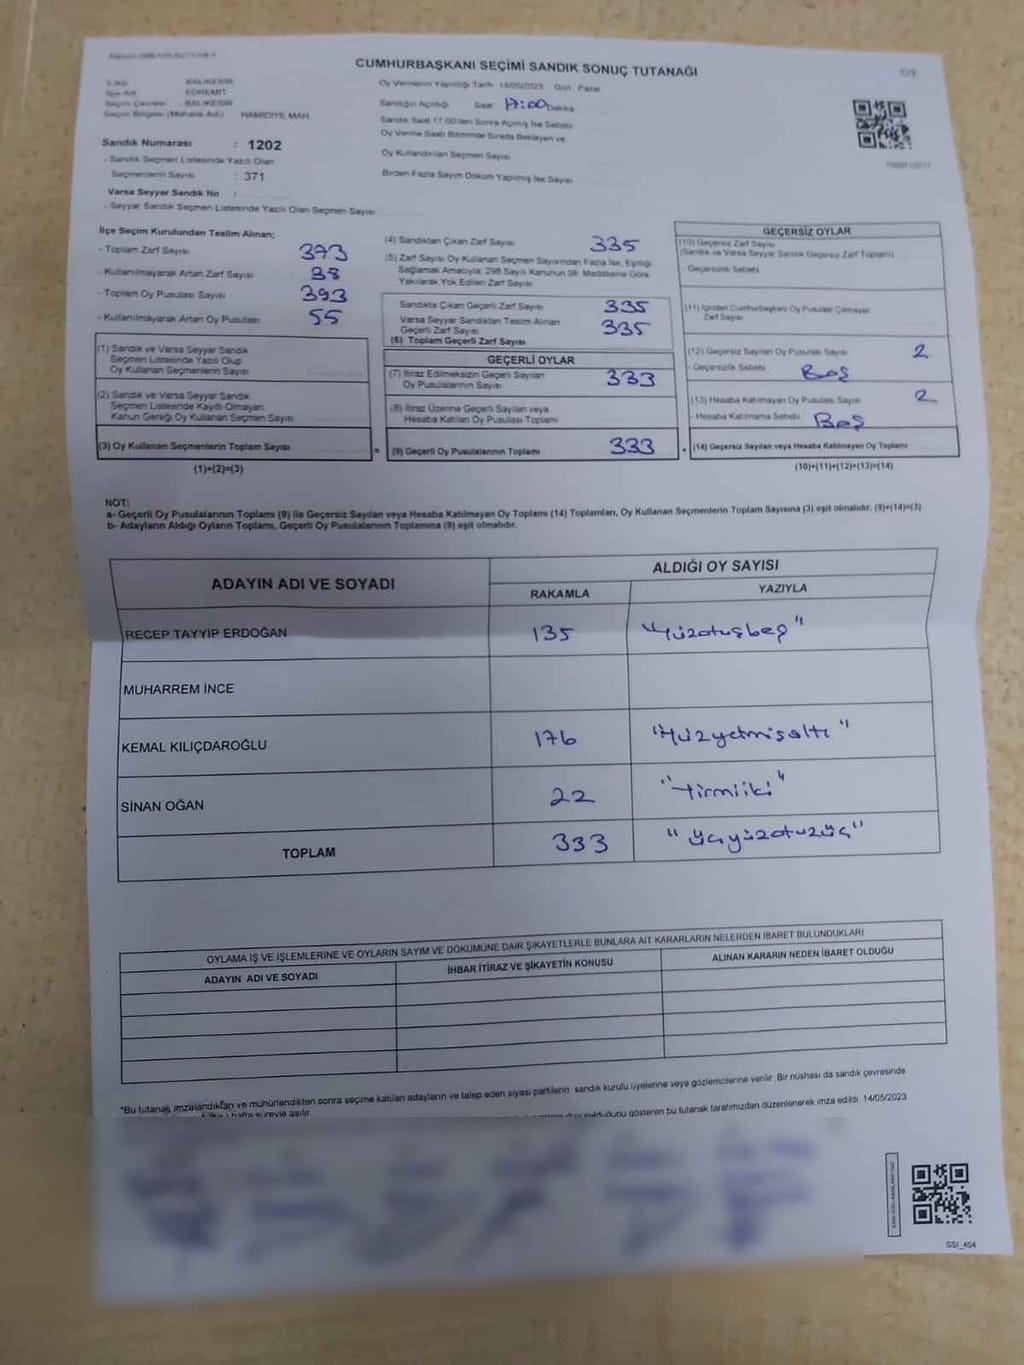 CUMHURBAŞKANI SEÇİMİ SANDIK SONUÇ TUTANAĞI
Oy Vermenin Yapıldığı Tarih 14/05/2023 Gün Pazar
İl Adı BALIKESİR
İlçe Adı EDREMİT
Seçim Çevresi BALIKESİR
Seçim Bölgesi (Mahalle Adı) HAMİDİYE MAH.
Sandığın Açıldığı Saat 17:00 Dakika
Sandık Saat 17.00'den Sonra Açılmış İse Sebebi
Oy Verme Saati Bitiminde Sırada Bekleyen ve
Oy Kullandırılan Seçmen Sayısı
Birden Fazla Sayım Döküm Yapılmış İse Sayısı
Sandık Numarası : 1202
- Sandık Seçmen Listesinde Yazılı Olan
Seçmenlerin Sayısı : 371
Varsa Seyyar Sandık No :
- Seyyar Sandık Seçmen Listesinde Yazılı Olan Seçmen Sayısı
İlçe Seçim Kurulundan Teslim Alınan;
- Toplam Zarf Sayısı 373
- Kullanılmayarak Artan Zarf Sayısı 38
- Toplam Oy Pusulası Sayısı 393
- Kullanılmayarak Artan Oy Pusulası 55
(1) Sandık ve Varsa Seyyar Sandık
Seçmen Listesinde Yazılı Olup
Oy Kullanan Seçmenlerin Sayısı
(2) Sandık ve Varsa Seyyar Sandık
Seçmen Listesinde Kayıtlı Olmayan
Kanun Gereği Oy Kullanan Seçmen Sayısı
(3) Oy Kullanan Seçmenlerin Toplam Sayısı
(1)+(2)=(3)
(4) Sandıktan Çıkan Zarf Sayısı 335
(5) Zarf Sayısı Oy Kullanan Seçmen Sayısından Fazla İse, Eşitliği
Sağlamak Amacıyla, 298 Sayılı Kanunun 98. Maddesine Göre
Yakılarak Yok Edilen Zarf Sayısı
Sandıkta Çıkan Geçerli Zarf Sayısı 335
Varsa Seyyar Sandıktan Teslim Alınan
Geçerli Zarf Sayısı 335
(6) Toplam Geçerli Zarf Sayısı
GEÇERLİ OYLAR
(7) İtiraz Edilmeksizin Geçerli Sayılan
Oy Pusulalarının Sayısı 333
(8) İtiraz Üzerine Geçerli Sayılan veya
Hesaba Katılan Oy Pusulası Toplamı
= (9) Geçerli Oy Pusulalarının Toplamı 333 +
GEÇERSİZ OYLAR
(10) Geçersiz Zarf Sayısı
(Sandık ve Varsa Seyyar Sandık Geçersiz Zarf Toplamı)
- Geçersizlik Sebebi
(11) İçinden Cumhurbaşkanı Oy Pusulası Çıkmayan
Zarf Sayısı
(12) Geçersiz Sayılan Oy Pusulası Sayısı 2
- Geçersizlik Sebebi Boş
(13) Hesaba Katılmayan Oy Pusulası Sayısı 2
- Hesaba Katılmama Sebebi Boş
(14) Geçersiz Sayılan veya Hesaba Katılmayan Oy Toplamı
(10)+(11)+(12)+(13)=(14)
NOT:
a- Geçerli Oy Pusulalarının Toplamı (9) ile Geçersiz Sayılan veya Hesaba Katılmayan Oy Toplamı (14) Toplamları, Oy Kullanan Seçmenlerin Toplam Sayısına (3) eşit olmalıdır. (9)+(14)=(3)
b- Adayların Aldığı Oyların Toplamı, Geçerli Oy Pusulalarının Toplamına (9) eşit olmalıdır.
ADAYIN ADI VE SOYADI ALDIĞI OY SAYISI
RAKAMLA YAZIYLA
RECEP TAYYIP ERDOĞAN 135 "Yüzotuşbeş"
MUHARREM İNCE
KEMAL KILIÇDAROĞLU 176 "Yüzyetmişaltı"
SİNAN OĞAN 22 "Yirmiiki"
TOPLAM 333 "Üçyüzotuzüç"
OYLAMA İŞ VE İŞLEMLERİNE VE OYLARIN SAYIM VE DÖKÜMÜNE DAİR ŞİKAYETLERLE BUNLARA AİT KARARLARIN NELERDEN İBARET BULUNDUKLARI
ADAYIN ADI VE SOYADI İHBAR İTİRAZ VE ŞİKAYETİN KONUSU ALINAN KARARIN NEDEN İBARET OLDUĞU
*Bu tutanak imzalandıktan ve mühürlendikten sonra seçime katılan adayların ve talep eden siyasi partilerin sandık kurulu üyelerine veya gözlemcilerine verilir. Bir nüshası da sandık çevresinde
hafta süreyle asılır.
olduğunu gösteren bu tutanak tarafımızdan düzenlenerek imza edildi. 14/05/2023
SSI_404